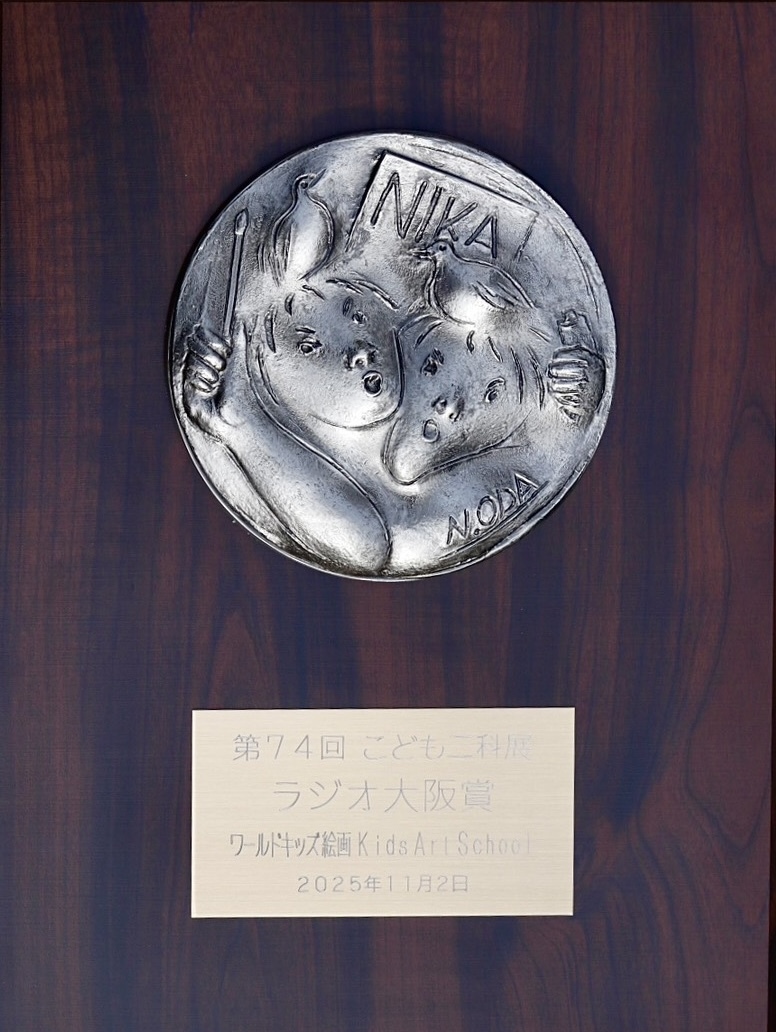 NIKA
N.ODA
第74回 こども二科展
ラジオ大阪賞
ワールドキッズ絵画 Kids Art School
2025年11月2日